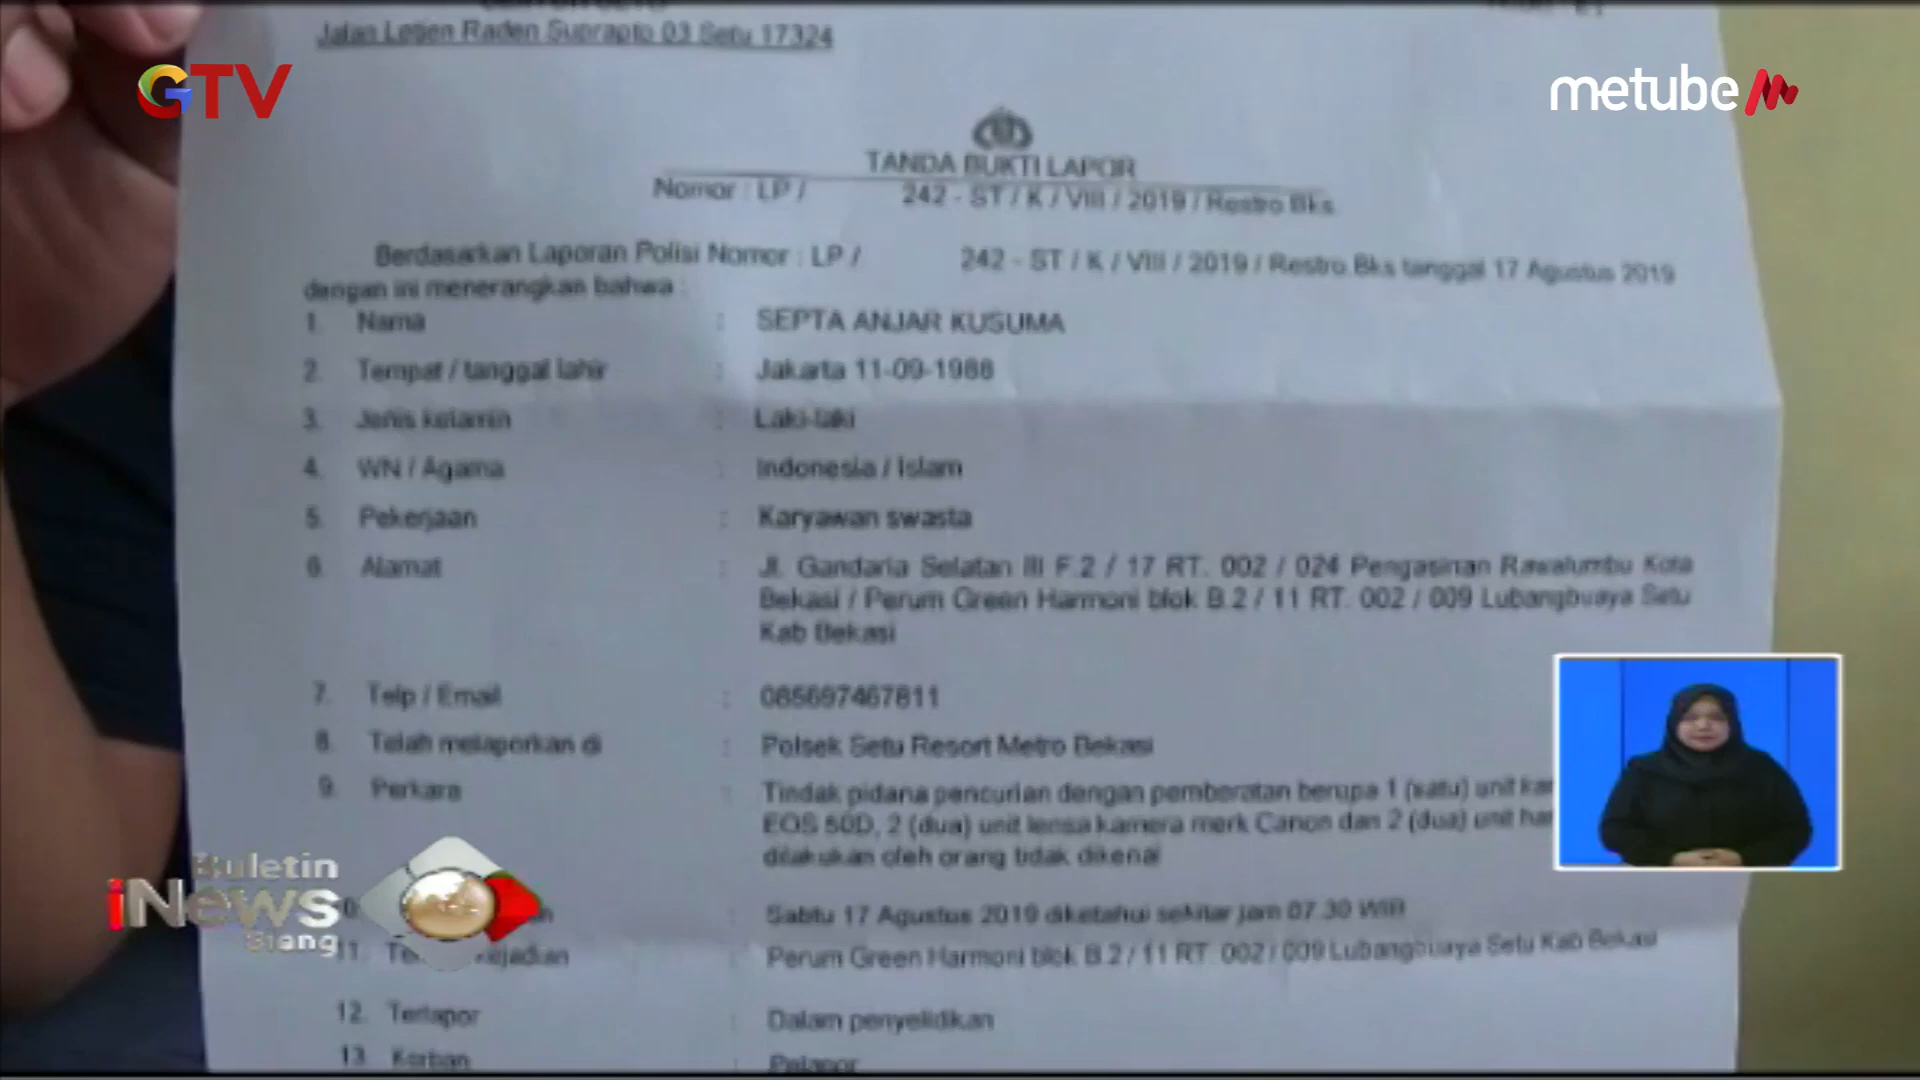 Jalan Letjen Raden Suprapto 03 Setu 17324
GTV
metube
TANDA BUKTI LAPOR
Nomor : LP / 242 - ST / K / VIII / 2019 / Restro Bks
Berdasarkan Laporan Polisi Nomor : LP / 242 - ST / K / VIII / 2019 / Restro Bks tanggal 17 Agustus 2019
dengan ini menerangkan bahwa :
1. Nama : SEPTA ANJAR KUSUMA
2. Tempat / tanggal lahir : Jakarta 11-09-1988
3. Jenis kelamin : Laki-laki
4. WN / Agama : Indonesia / Islam
5. Pekerjaan : Karyawan swasta
6. Alamat : Jl. Gandaria Selatan III F.2 / 17 RT. 002 / 024 Pengasinan Rawalumbu Kota
Bekasi / Perum Green Harmoni blok B.2 / 11 RT. 002 / 009 Lubangbuaya Setu
Kab Bekasi
7. Telp / Email : 085697467811
8. Telah melaporkan di : Polsek Setu Resort Metro Bekasi
9. Perkara : Tindak pidana pencurian dengan pemberatan berupa 1 (satu) unit
EOS 50D, 2 (dua) unit lensa kamera merk Canon dan 2 (dua) unit
dilakukan oleh orang tidak dikenal
: Sabtu 17 Agustus 2019 diketahui sekitar jam 07.30 WIB
11. : Perum Green Harmoni blok B.2 / 11 RT. 002 / 009 Lubangbuaya Setu Kab Bekasi
12. Terlapor : Dalam penyelidikan
13. Korban : Pelapor
Buletin
iNews
Siang